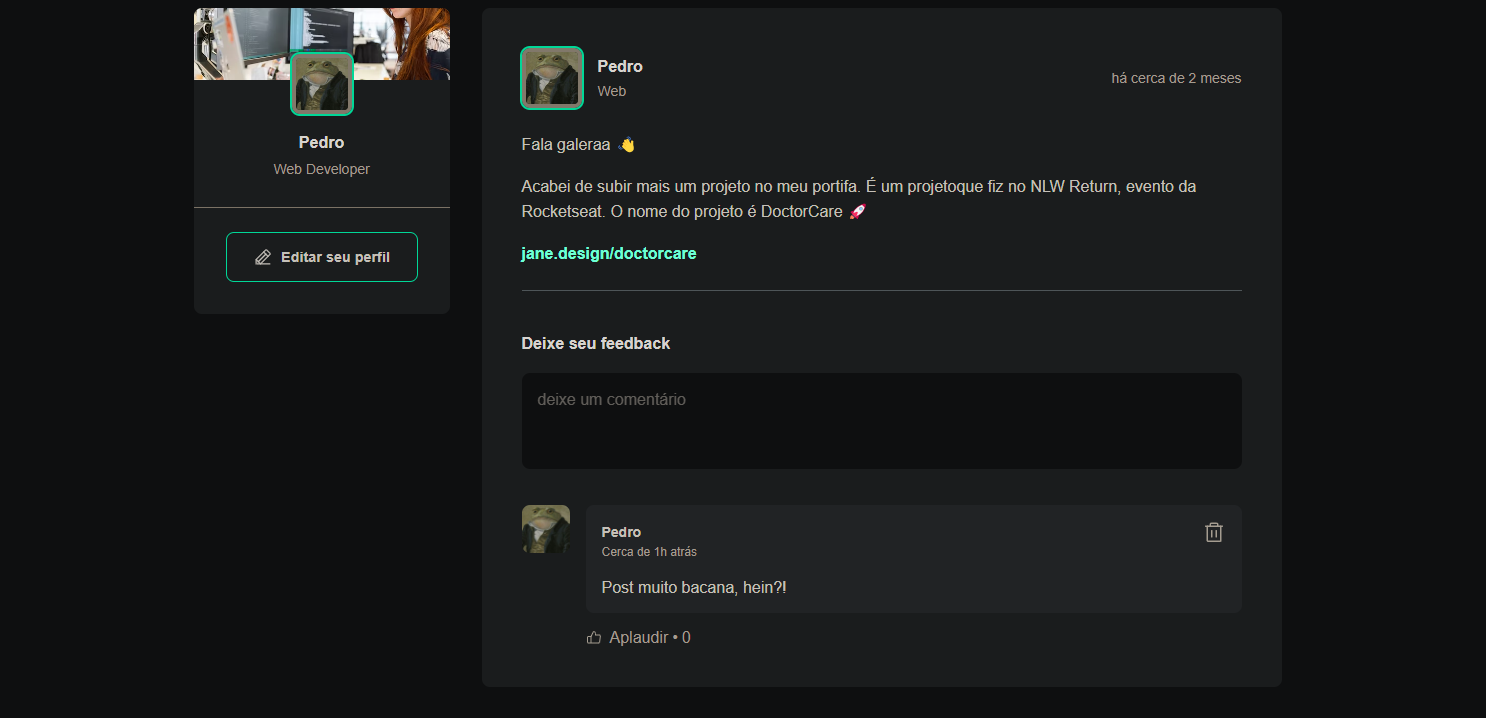 Pedro
Web Developer
Editar seu perfil
Pedro
Web
há cerca de 2 meses
Fala galeraa 👋
Acabei de subir mais um projeto no meu portifa. É um projetoque fiz no NLW Return, evento da
Rocketseat. O nome do projeto é DoctorCare 🚀
jane.design/doctorcare
Deixe seu feedback
deixe um comentário
Pedro
Cerca de 1h atrás
Post muito bacana, hein?!
Aplaudir • 0